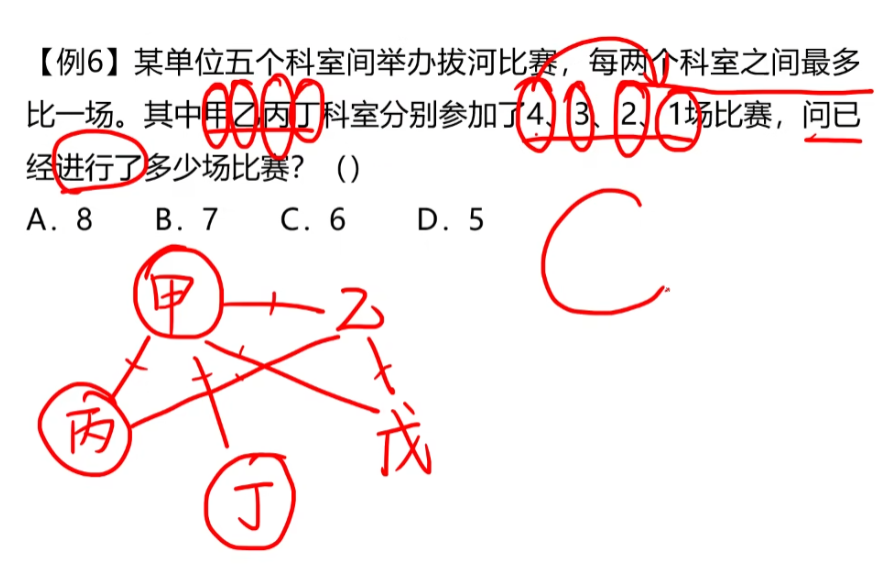 【例6】某单位五个科室间举办拔河比赛，每两个科室之间最多
比一场。其中甲乙丙丁科室分别参加了4、3、2、1场比赛，问已
经进行了多少场比赛？（）
A．8 B．7 C．6 D．5
C
甲 乙
丙 戊
丁